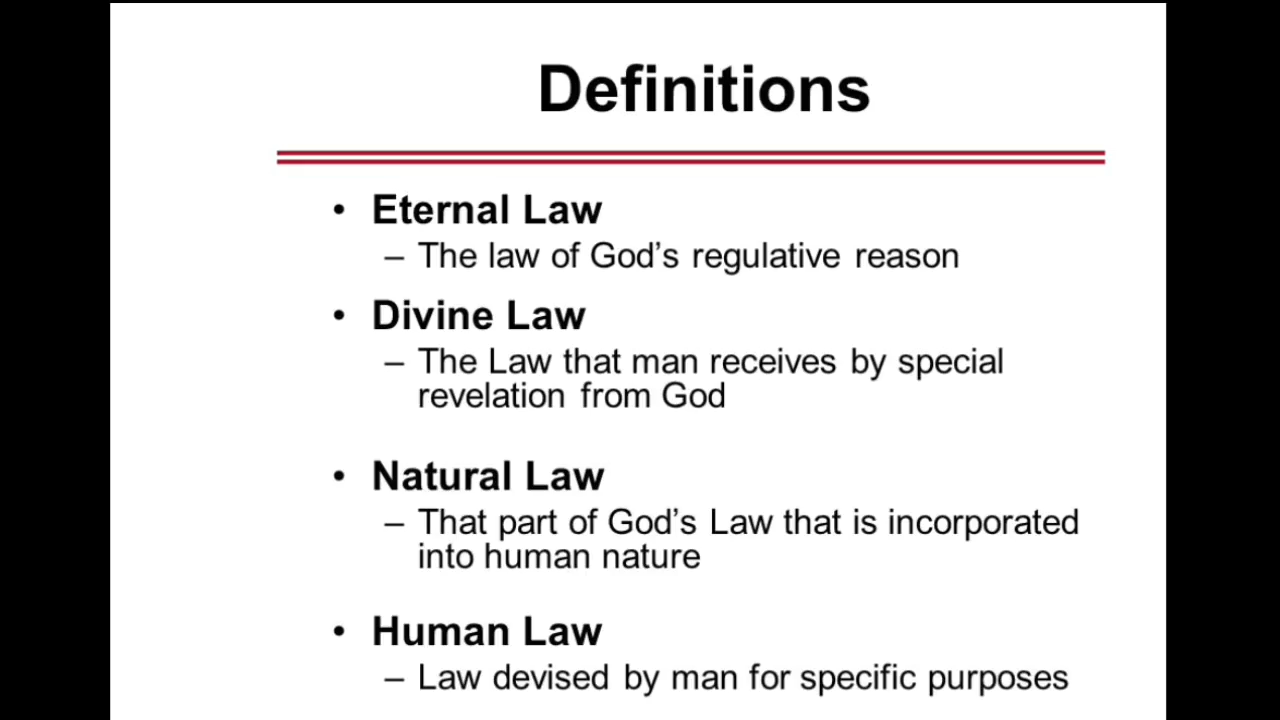 Definitions
• Eternal Law
– The law of God’s regulative reason
• Divine Law
– The Law that man receives by special
revelation from God
• Natural Law
– That part of God’s Law that is incorporated
into human nature
• Human Law
– Law devised by man for specific purposes